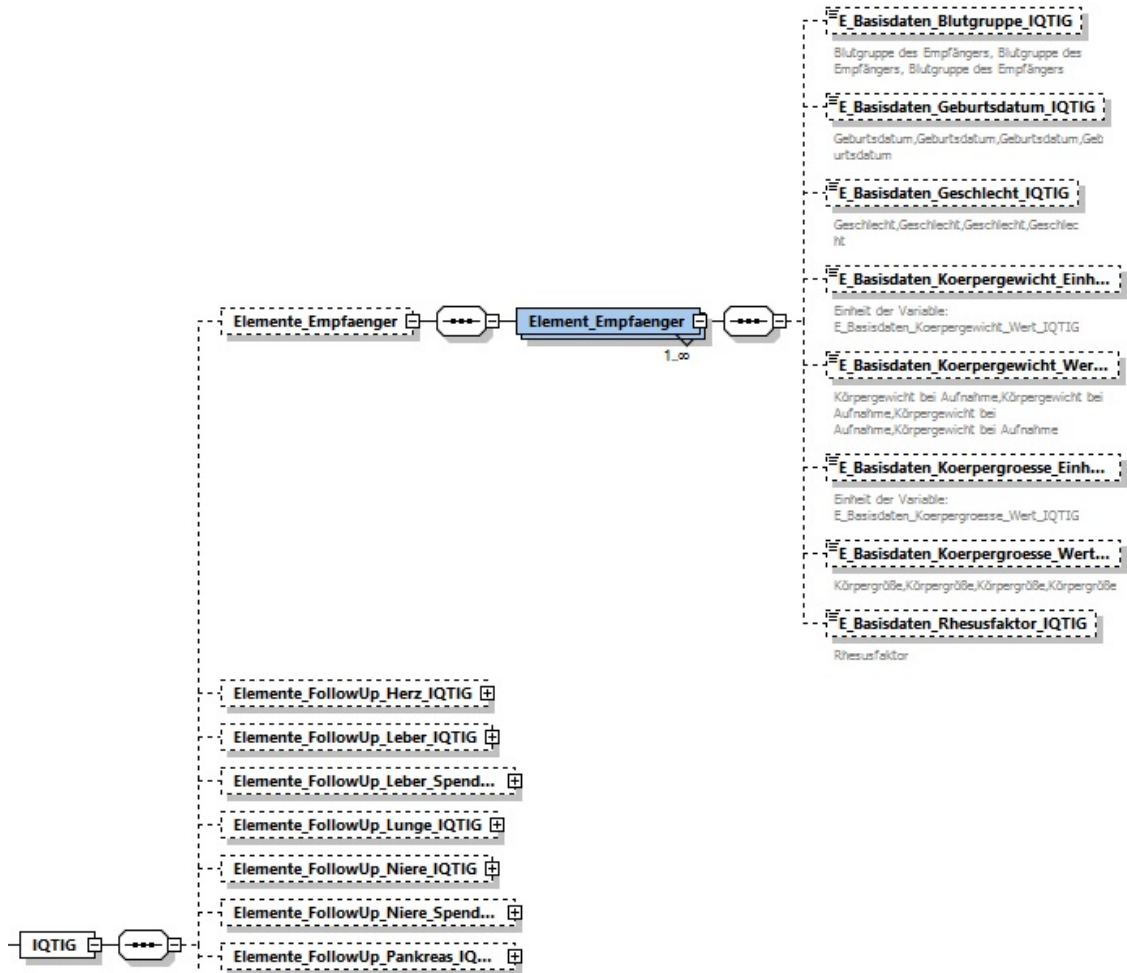 E_Basisdaten_Blutgruppe_IQTIG
Blutgruppe des Empfängers, Blutgruppe des
Empfängers, Blutgruppe des Empfängers
E_Basisdaten_Geburtsdatum_IQTIG
Geburtsdatum,Geburtsdatum,Geburtsdatum,Geb
urtsdatum
E_Basisdaten_Geschlecht_IQTIG
Geschlecht,Geschlecht,Geschlecht,Geschlec
ht
E_Basisdaten_Koerpergewicht_Einh...
Einheit der Variable:
E_Basisdaten_Koerpergewicht_Wert_IQTIG
Elemente_Empfaenger
Element_Empfaenger
1..∞
E_Basisdaten_Koerpergewicht_Wer...
Körpergewicht bei Aufnahme,Körpergewicht bei
Aufnahme,Körpergewicht bei
Aufnahme,Körpergewicht bei Aufnahme
E_Basisdaten_Koerpergroesse_Einh...
Einheit der Variable:
E_Basisdaten_Koerpergroesse_Wert_IQTIG
E_Basisdaten_Koerpergroesse_Wert...
Körpergröße,Körpergröße,Körpergröße,Körpergröße
E_Basisdaten_Rhesusfaktor_IQTIG
Rhesusfaktor
Elemente_FollowUp_Herz_IQTIG
Elemente_FollowUp_Leber_IQTIG
Elemente_FollowUp_Leber_Spend...
Elemente_FollowUp_Lunge_IQTIG
Elemente_FollowUp_Niere_IQTIG
Elemente_FollowUp_Niere_Spend...
IQTIG
Elemente_FollowUp_Pankreas_IQ...